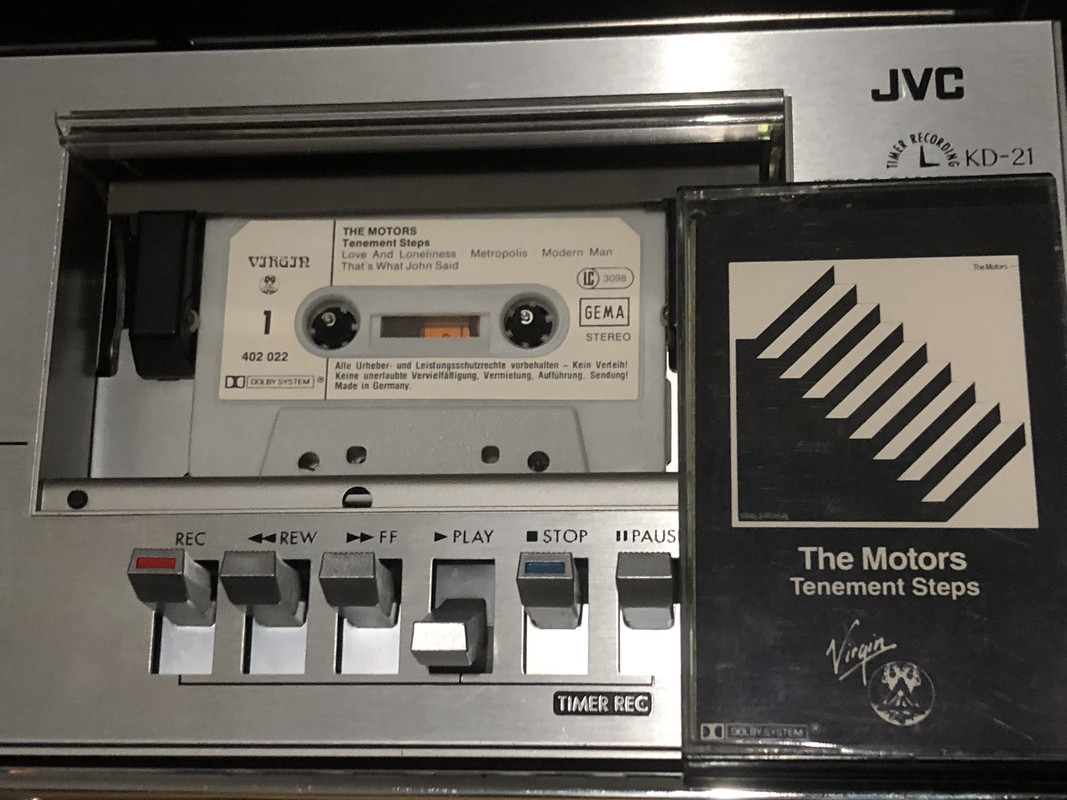 JVC
TIMER RECORDING
KD-21
THE MOTORS
Tenement Steps
Love And Loneliness Metropolis · Modern Man
That's What John Said
VIRGIN
LC 3098
1
GEMA
STEREO
402 022
DOLBY SYSTEM ®
Alle Urheber- und Leistungsschutzrechte vorbehalten – Kein Verleih!
Keine unerlaubte Vervielfältigung, Vermietung, Aufführung, Sendung!
Made in Germany.
REC
◀◀ REW
▶▶ FF
▶ PLAY
■ STOP
TIMER REC
The Motors
Tenement Steps
The Motors
Tenement Steps
Virgin
DOLBY SYSTEM